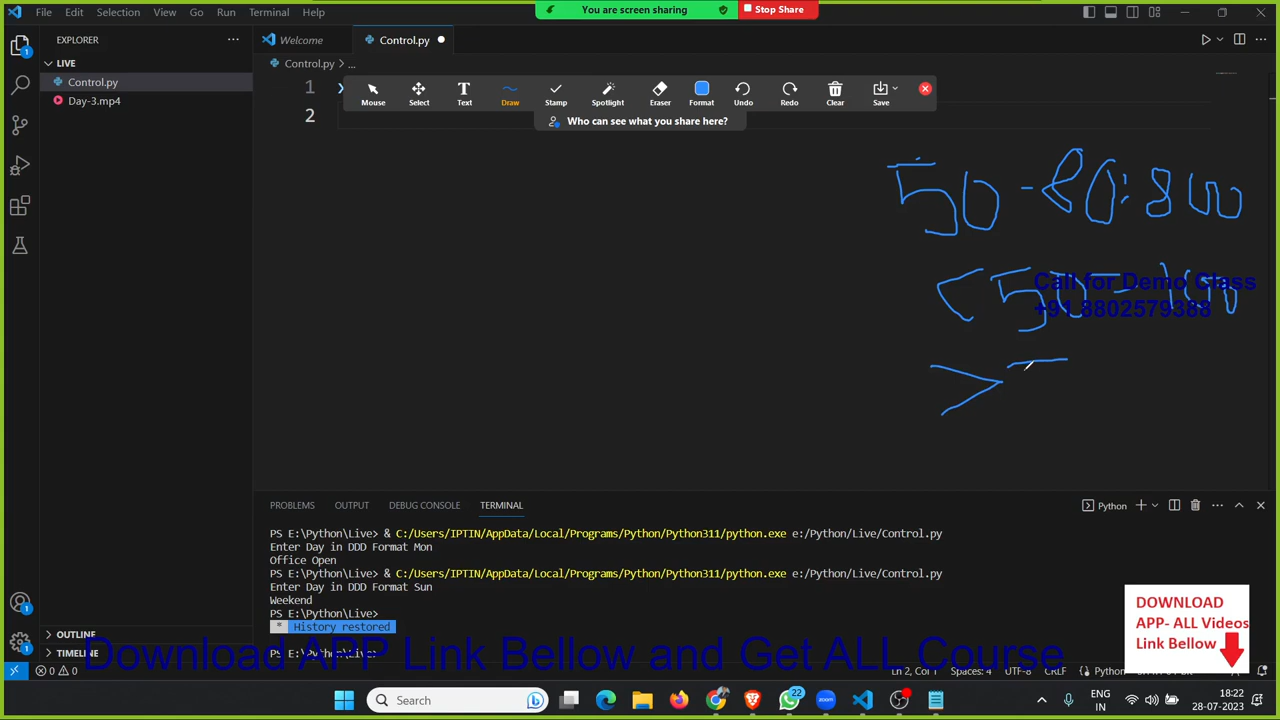 File Edit Selection View Go Run Terminal Help
You are screen sharing Stop Share
EXPLORER
Welcome Control.py
LIVE
Control.py > ...
Control.py
Day-3.mp4
1
2
Mouse Select Text Draw Stamp Spotlight Eraser Format Undo Redo Clear Save
Who can see what you share here?
50-80:800
<50-100
>
Call for Demo Class
+91 8802579388
PROBLEMS OUTPUT DEBUG CONSOLE TERMINAL
Python
PS E:\Python\Live> & C:/Users/IPTIN/AppData/Local/Programs/Python/Python311/python.exe e:/Python/Live/Control.py
Enter Day in DDD Format Mon
Office Open
PS E:\Python\Live> & C:/Users/IPTIN/AppData/Local/Programs/Python/Python311/python.exe e:/Python/Live/Control.py
Enter Day in DDD Format Sun
Weekend
PS E:\Python\Live>
* History restored
PS E:\Python\Live>
DOWNLOAD
APP- ALL Videos
Link Bellow
OUTLINE
TIMELINE
Download APP Link Bellow and Get ALL Course
0 0
Ln 2, Col 1 Spaces: 4 UTF-8 CRLF Python
Search
22
ENG
IN
18:22
28-07-2023